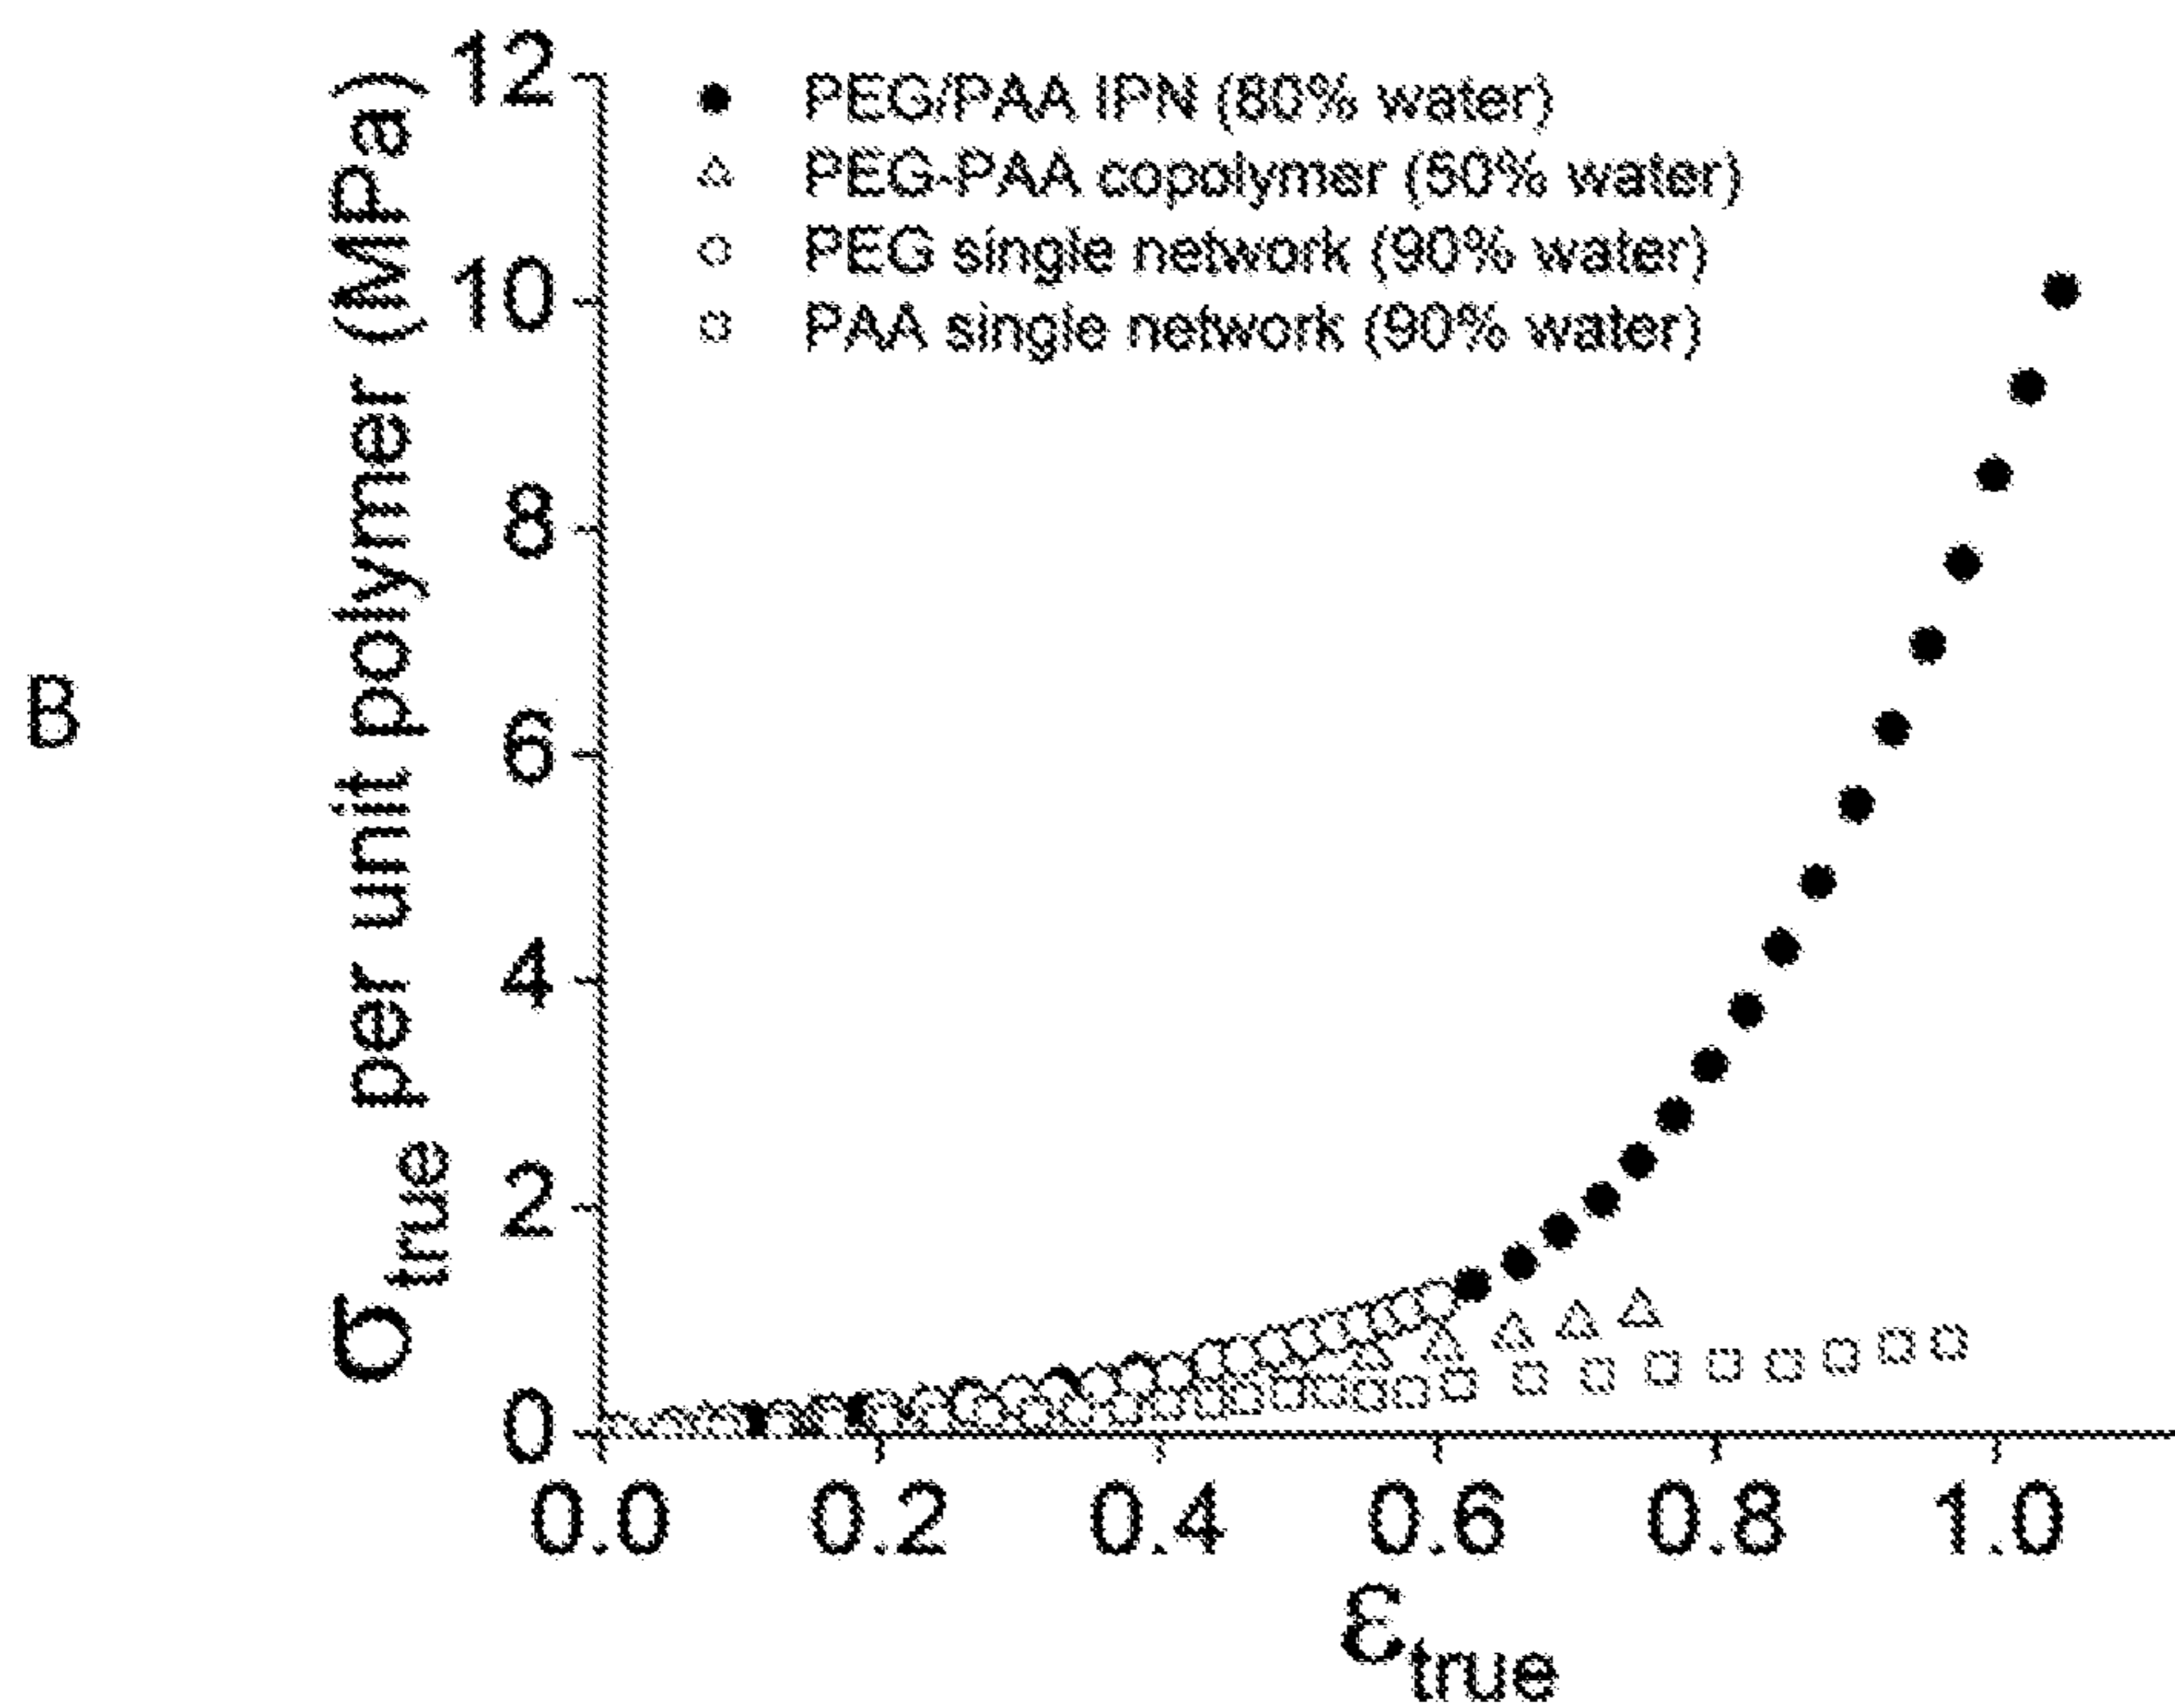 B
σtrue per unit polymer (MPa)
12
10
8
6
4
2
0
PEG/PAA IPN (80% water)
PEG-PAA copolymer (50% water)
PEG single network (90% water)
PAA single network (90% water)
0.0 0.2 0.4 0.6 0.8 1.0
εtrue